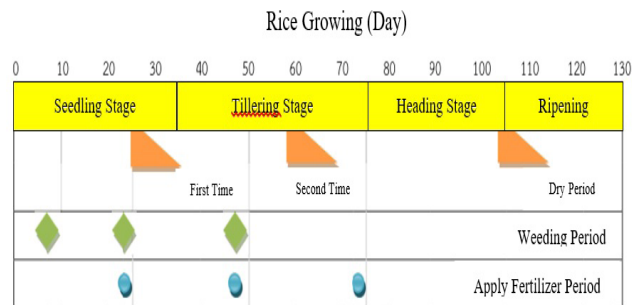 Rice Growing (Day)
0 10 20 30 40 50 60 70 80 90 100 110 120 130
Seedling Stage Tillering Stage Heading Stage Ripening
First Time Second Time Dry Period
Weeding Period
Apply Fertilizer Period